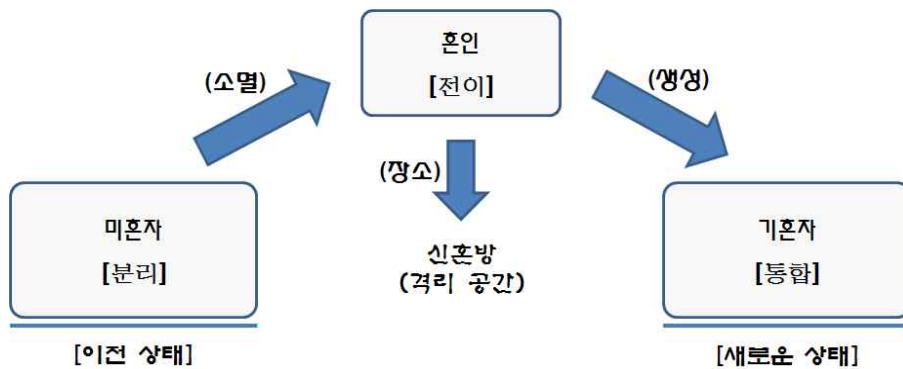 혼인
[전이]
(소멸)
(생성)
(장소)
미혼자
[분리]
신혼방
(격리 공간)
기혼자
[통합]
[이전 상태]
[새로운 상태]